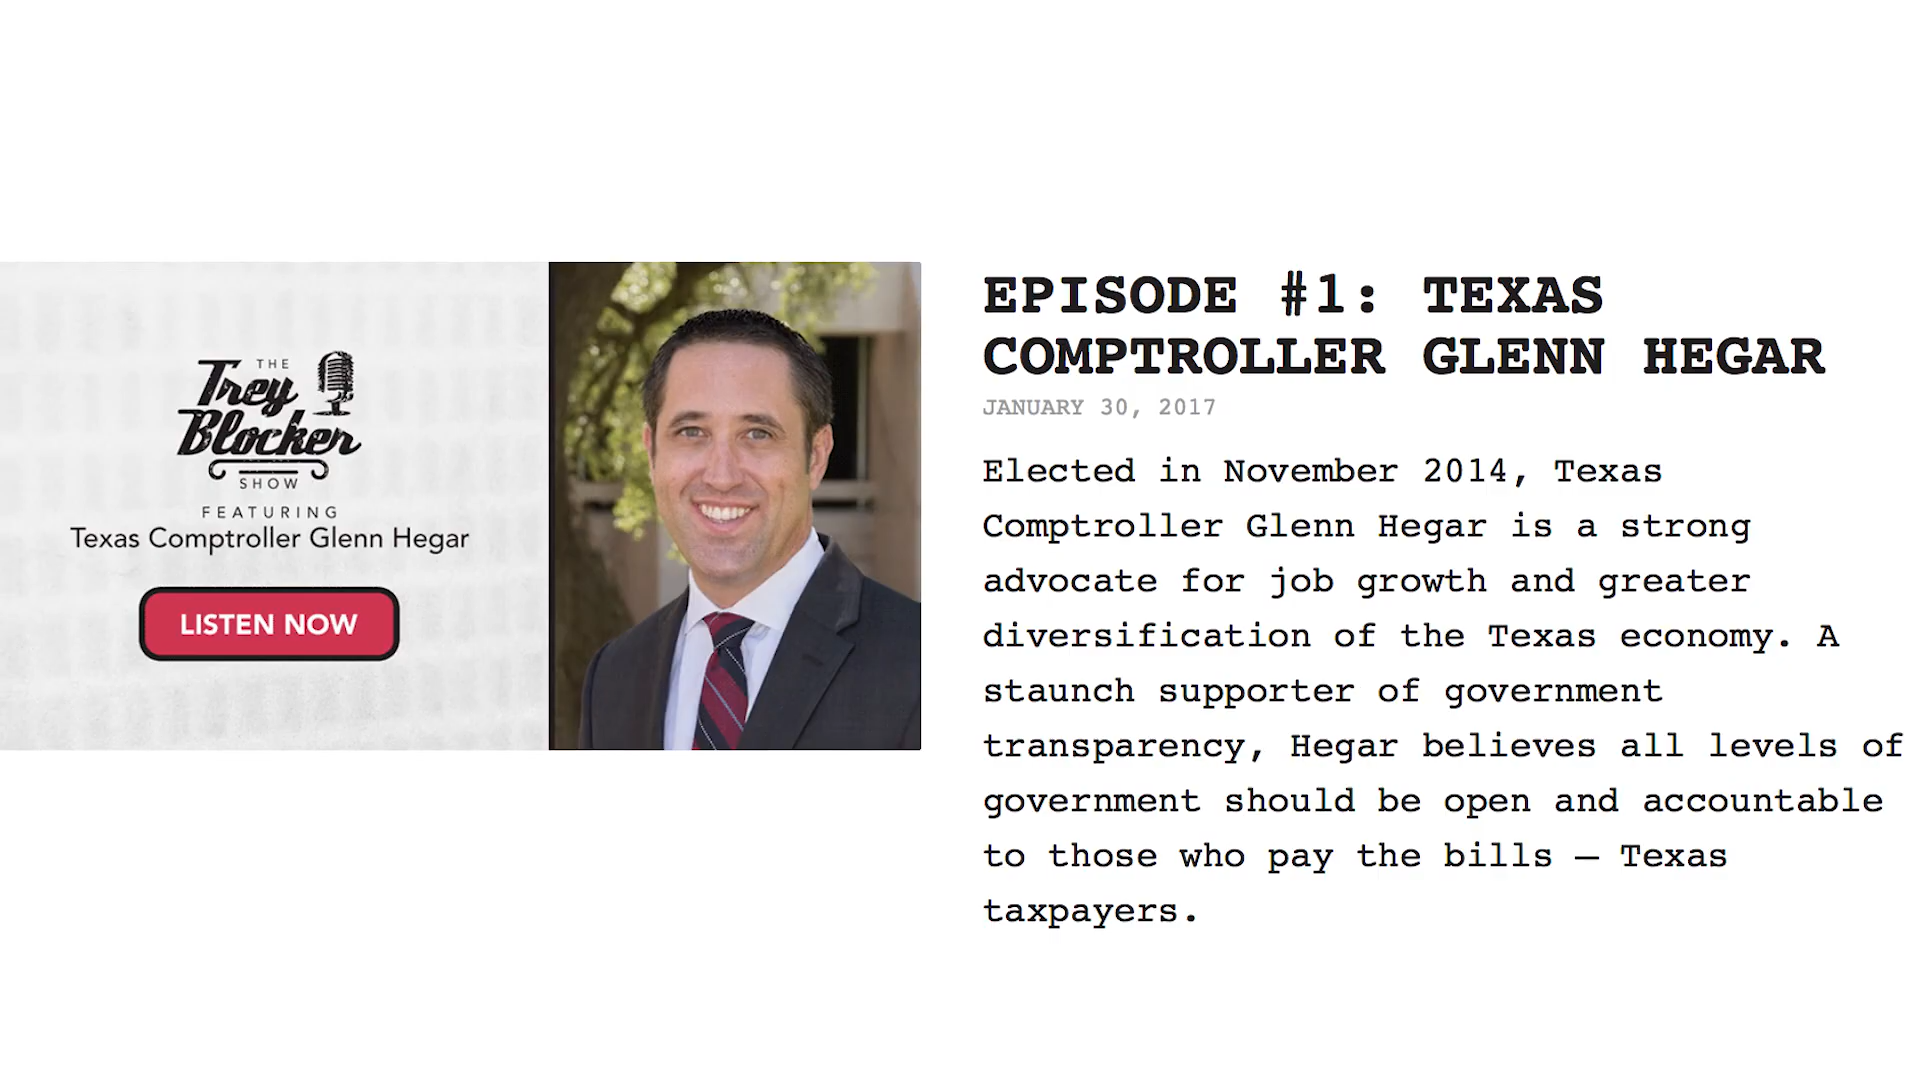 THE
Trey
Blocker
SHOW
FEATURING
Texas Comptroller Glenn Hegar
LISTEN NOW
EPISODE #1: TEXAS
COMPTROLLER GLENN HEGAR
JANUARY 30, 2017
Elected in November 2014, Texas
Comptroller Glenn Hegar is a strong
advocate for job growth and greater
diversification of the Texas economy. A
staunch supporter of government
transparency, Hegar believes all levels of
government should be open and accountable
to those who pay the bills — Texas
taxpayers.